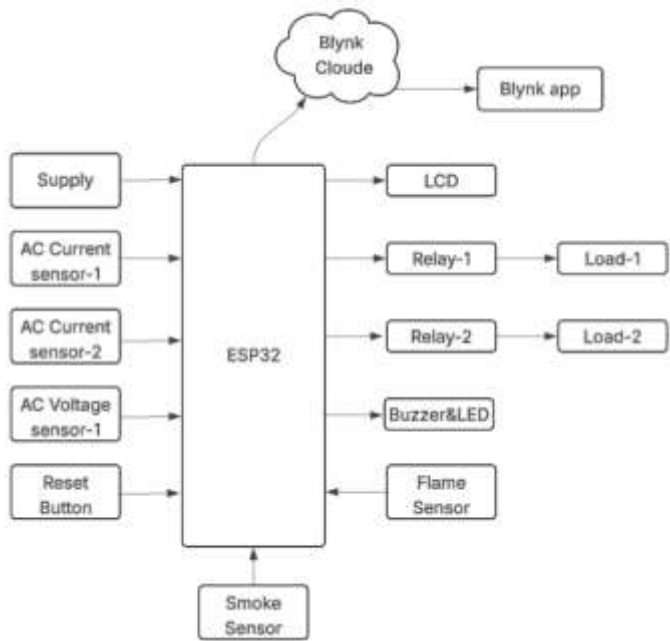 Blynk
Cloude
Blynk app
Supply
LCD
AC Current
sensor-1
Relay-1
Load-1
AC Current
sensor-2
ESP32
Relay-2
Load-2
AC Voltage
sensor-1
Buzzer&LED
Reset
Button
Flame
Sensor
Smoke
Sensor